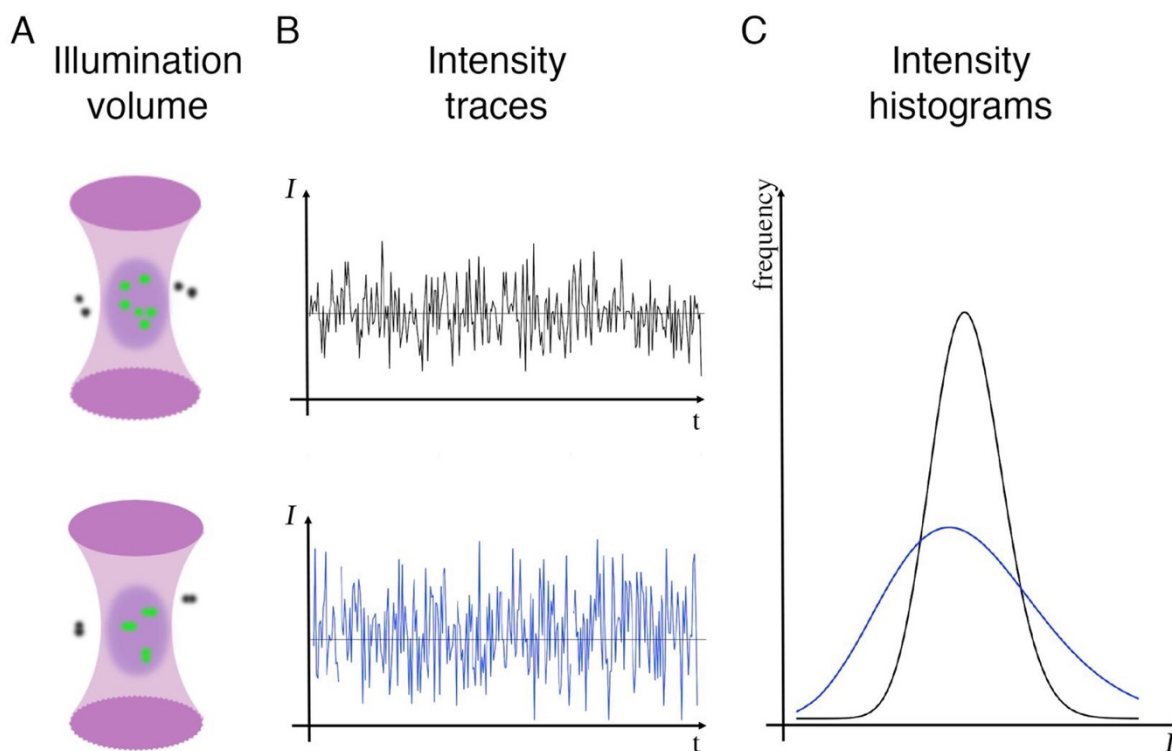 A
Illumination
volume
B
Intensity
traces
C
Intensity
histograms
I
t
I
t
frequency
I